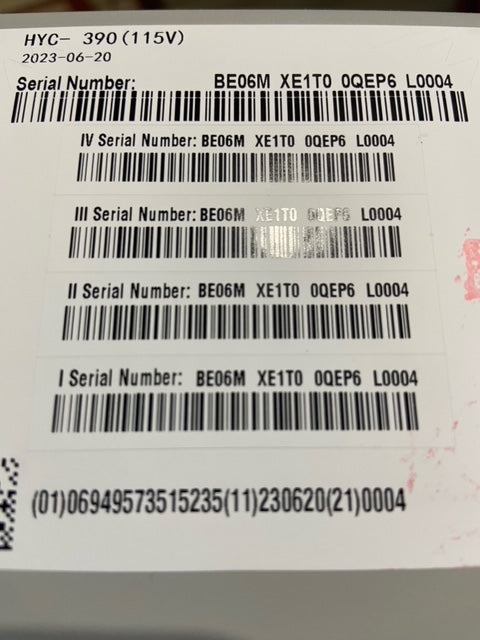 HYC- 390(115V)
2023-06-20
Serial Number: BE06M XE1T0 0QEP6 L0004
IV Serial Number: BE06M XE1T0 0QEP6 L0004
III Serial Number: BE06M XE1T0 0QEP6 L0004
II Serial Number: BE06M XE1T0 0QEP6 L0004
I Serial Number: BE06M XE1T0 0QEP6 L0004
(01)06949573515235(11)230620(21)0004